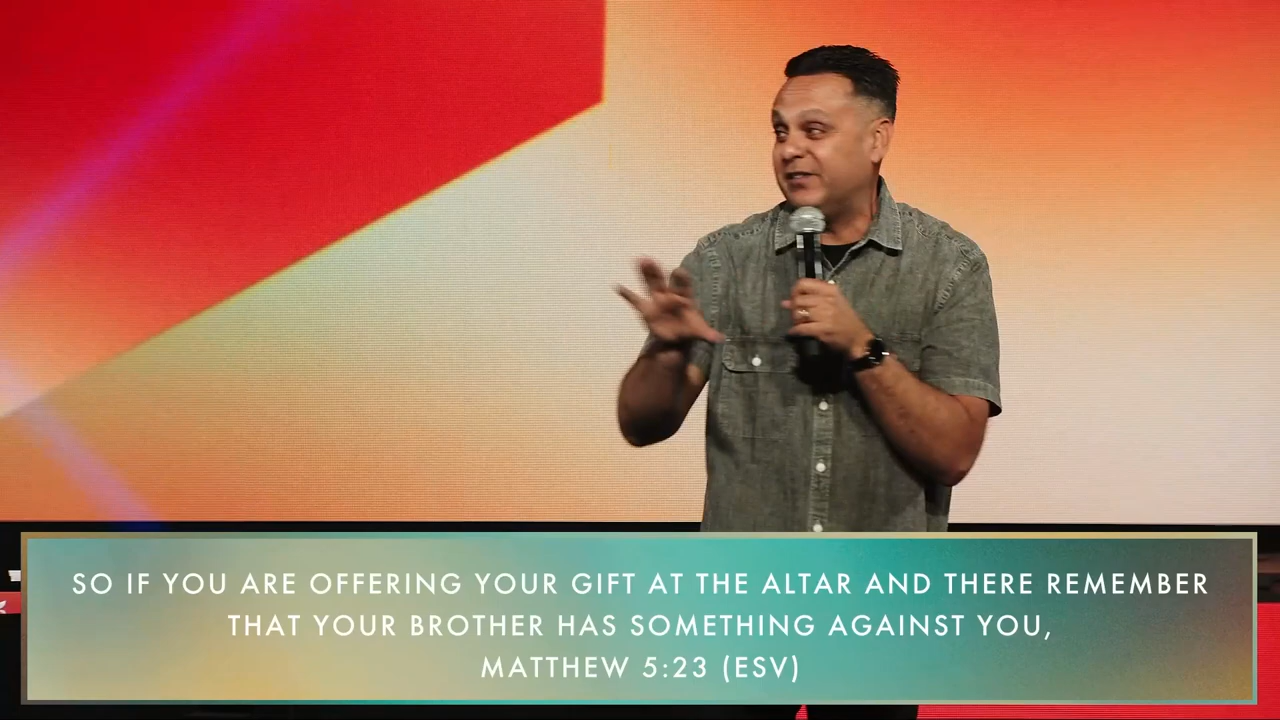 SO IF YOU ARE OFFERING YOUR GIFT AT THE ALTAR AND THERE REMEMBER
THAT YOUR BROTHER HAS SOMETHING AGAINST YOU,
MATTHEW 5:23 (ESV)